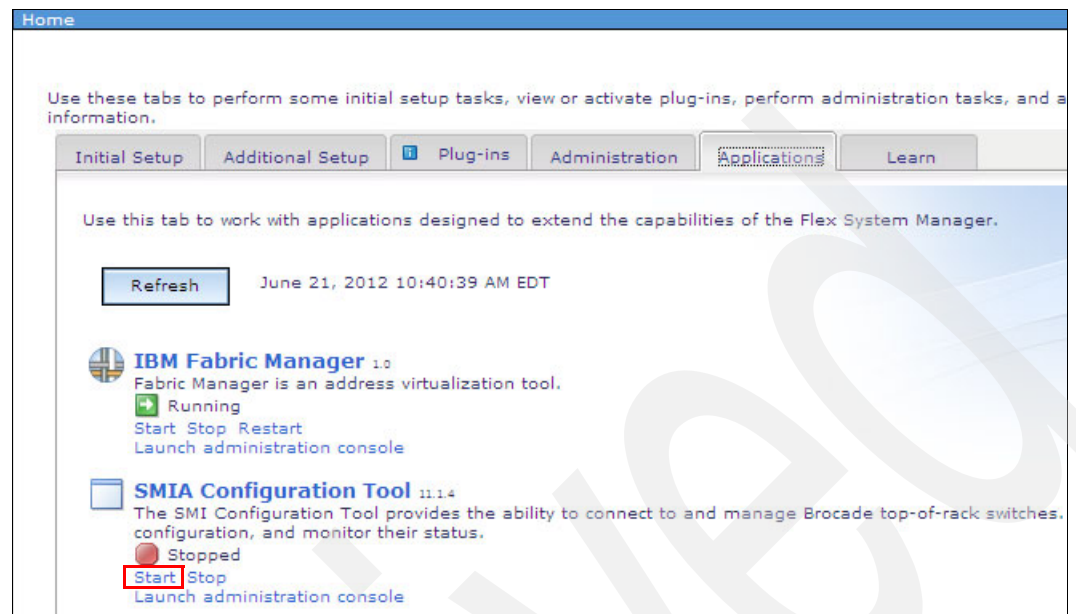 Home
Use these tabs to perform some initial setup tasks, view or activate plug-ins, perform administration tasks, and a
information.
Initial Setup Additional Setup Plug-ins Administration Applications Learn
Use this tab to work with applications designed to extend the capabilities of the Flex System Manager.
Refresh June 21, 2012 10:40:39 AM EDT
IBM Fabric Manager 1.0
Fabric Manager is an address virtualization tool.
Running
Start Stop Restart
Launch administration console
SMIA Configuration Tool 11.1.4
The SMI Configuration Tool provides the ability to connect to and manage Brocade top-of-rack switches.
configuration, and monitor their status.
Stopped
Start Stop
Launch administration console